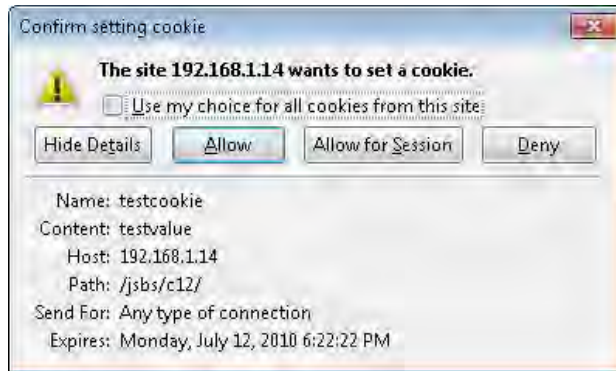 Confirm setting cookie
The site 192.168.1.14 wants to set a cookie.
Use my choice for all cookies from this site
Hide Details Allow Allow for Session Deny
Name: testcookie
Content: testvalue
Host: 192.168.1.14
Path: /jsbs/c12/
Send For: Any type of connection
Expires: Monday, July 12, 2010 6:22:22 PM